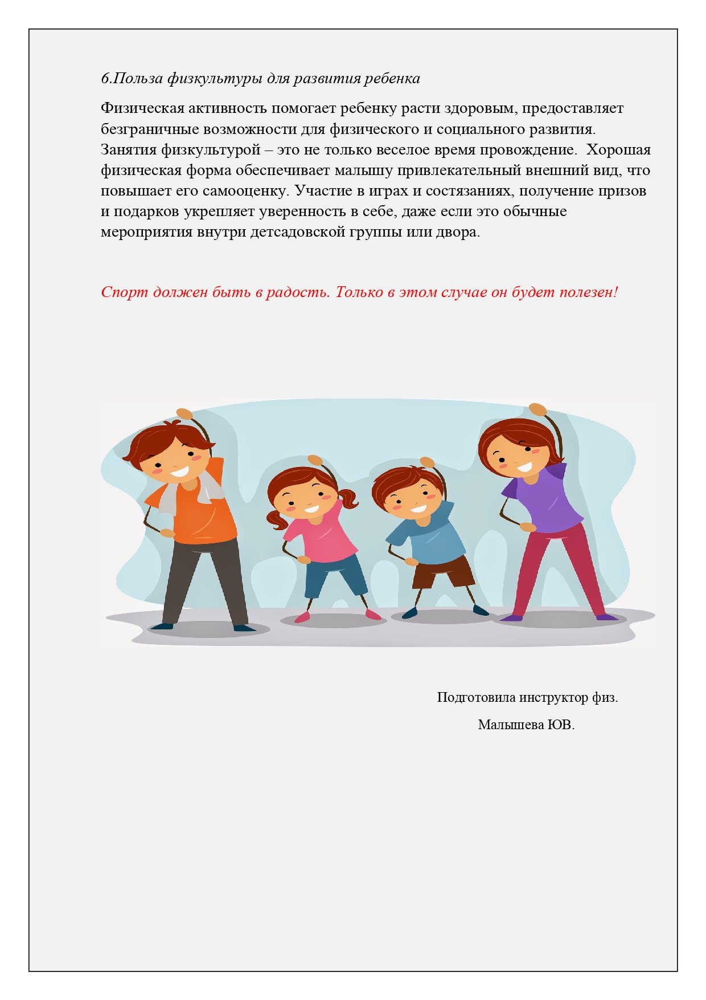 6.Польза физкультуры для развития ребенка
Физическая активность помогает ребенку расти здоровым, предоставляет
безграничные возможности для физического и социального развития.
Занятия физкультурой – это не только веселое время провождение.  Хорошая
физическая форма обеспечивает малышу привлекательный внешний вид, что
повышает его самооценку. Участие в играх и состязаниях, получение призов
и подарков укрепляет уверенность в себе, даже если это обычные
мероприятия внутри детсадовской группы или двора.
Спорт должен быть в радость. Только в этом случае он будет полезен!
Подготовила инструктор физ.
Малышева ЮВ.